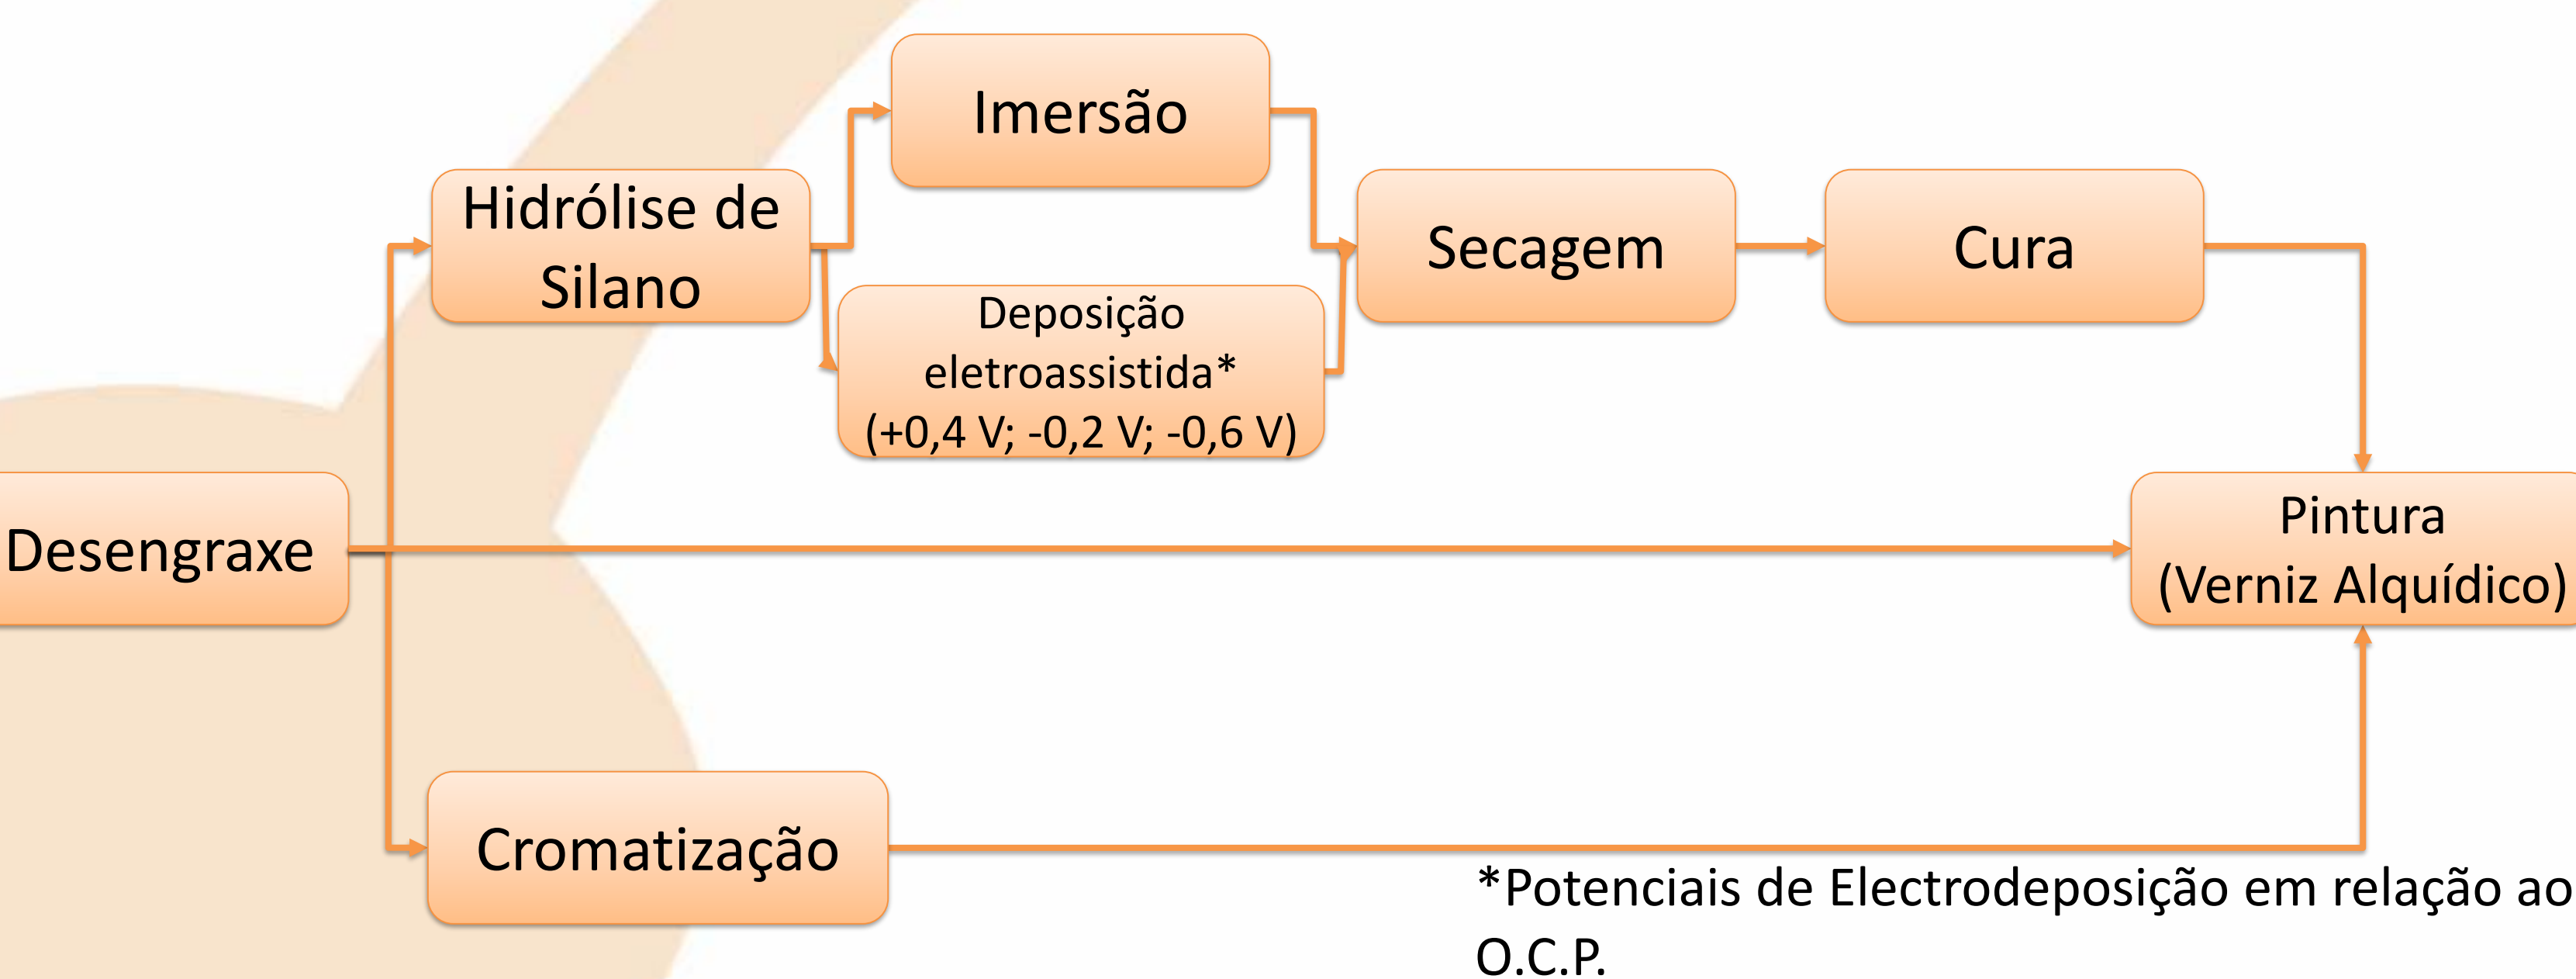 Imersão
Hidrólise de
Silano
Deposição
eletroassistida*
(+0,4 V; -0,2 V; -0,6 V)
Secagem
Cura
Desengraxe
Pintura
(Verniz Alquídico)
Cromatização
*Potenciais de Electrodeposição em relação ao
O.C.P.